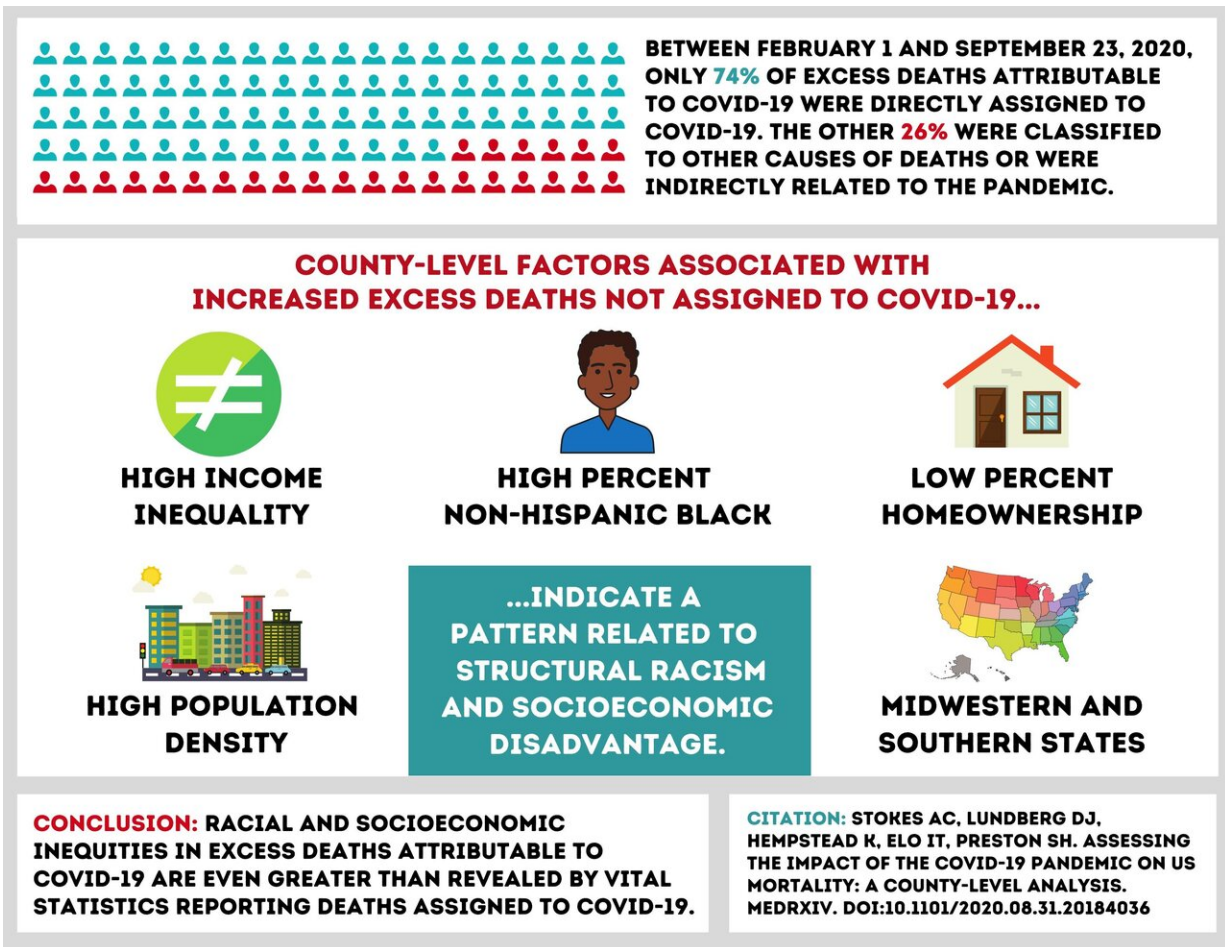 BETWEEN FEBRUARY 1 AND SEPTEMBER 23, 2020,
ONLY 74% OF EXCESS DEATHS ATTRIBUTABLE
TO COVID-19 WERE DIRECTLY ASSIGNED TO
COVID-19. THE OTHER 26% WERE CLASSIFIED
TO OTHER CAUSES OF DEATHS OR WERE
INDIRECTLY RELATED TO THE PANDEMIC.
COUNTY-LEVEL FACTORS ASSOCIATED WITH
INCREASED EXCESS DEATHS NOT ASSIGNED TO COVID-19...
HIGH INCOME
INEQUALITY
HIGH PERCENT
NON-HISPANIC BLACK
LOW PERCENT
HOMEOWNERSHIP
HIGH POPULATION
DENSITY
...INDICATE A
PATTERN RELATED TO
STRUCTURAL RACISM
AND SOCIOECONOMIC
DISADVANTAGE.
MIDWESTERN AND
SOUTHERN STATES
CONCLUSION: RACIAL AND SOCIOECONOMIC
INEQUITIES IN EXCESS DEATHS ATTRIBUTABLE TO
COVID-19 ARE EVEN GREATER THAN REVEALED BY VITAL
STATISTICS REPORTING DEATHS ASSIGNED TO COVID-19.
CITATION: STOKES AC, LUNDBERG DJ,
HEMPSTEAD K, ELO IT, PRESTON SH. ASSESSING
THE IMPACT OF THE COVID-19 PANDEMIC ON US
MORTALITY: A COUNTY-LEVEL ANALYSIS.
MEDRXIV. DOI:10.1101/2020.08.31.20184036